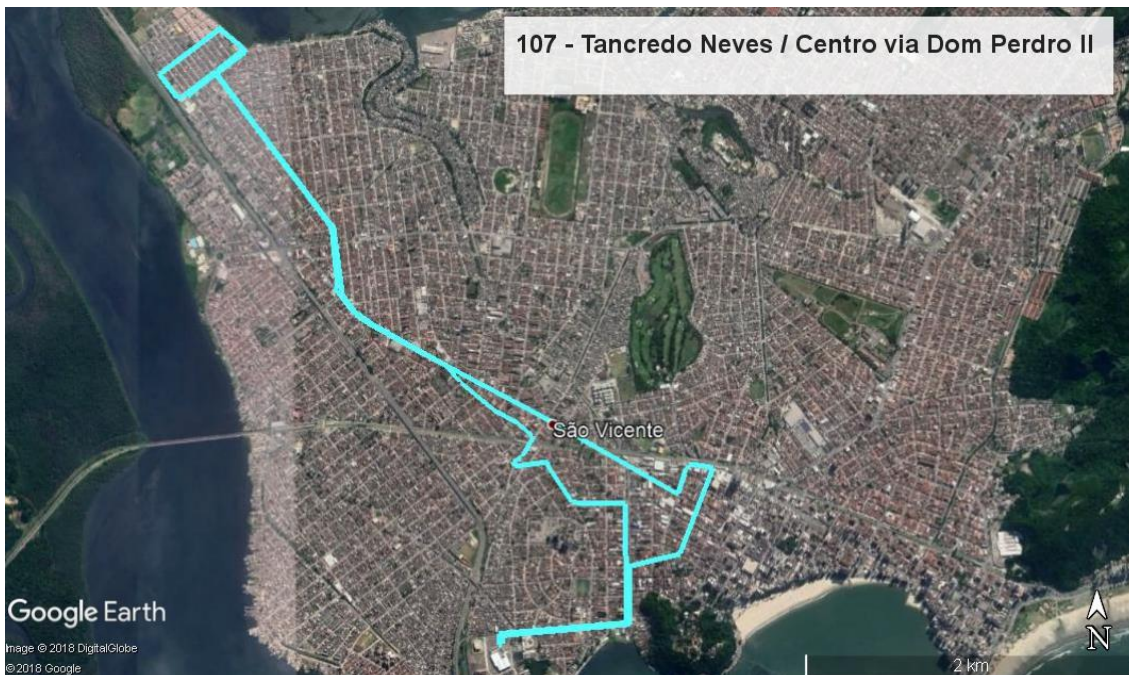 107 - Tancredo Neves / Centro via Dom Perdro II
São Vicente
Google Earth
Image © 2018 DigitalGlobe
© 2018 Google
N
2 km